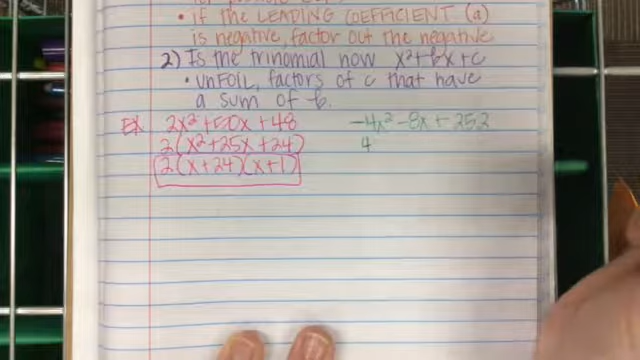 • if the LEADING COEFFICIENT (a)
is negative, factor out the negative
2) Is the trinomial now x²+bx+c
• UnFOIL, factors of c that have
a sum of b.
EX 2x²+50x+48
2(x²+25x+24)
2(x+24)(x+1)
-4x²-8x+252
4